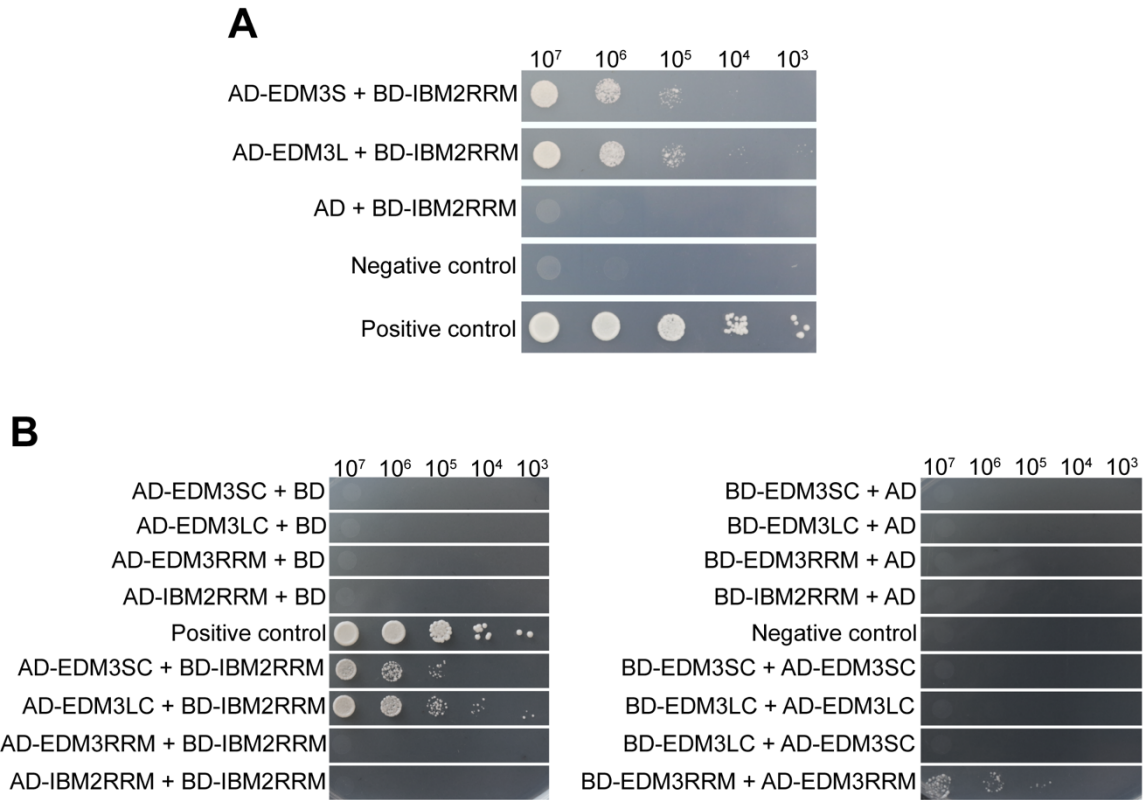 A
10⁷ 10⁶ 10⁵ 10⁴ 10³
AD-EDM3S + BD-IBM2RRM
AD-EDM3L + BD-IBM2RRM
AD + BD-IBM2RRM
Negative control
Positive control
B
10⁷ 10⁶ 10⁵ 10⁴ 10³
AD-EDM3SC + BD
AD-EDM3LC + BD
AD-EDM3RRM + BD
AD-IBM2RRM + BD
Positive control
AD-EDM3SC + BD-IBM2RRM
AD-EDM3LC + BD-IBM2RRM
AD-EDM3RRM + BD-IBM2RRM
AD-IBM2RRM + BD-IBM2RRM
10⁷ 10⁶ 10⁵ 10⁴ 10³
BD-EDM3SC + AD
BD-EDM3LC + AD
BD-EDM3RRM + AD
BD-IBM2RRM + AD
Negative control
BD-EDM3SC + AD-EDM3SC
BD-EDM3LC + AD-EDM3LC
BD-EDM3LC + AD-EDM3SC
BD-EDM3RRM + AD-EDM3RRM